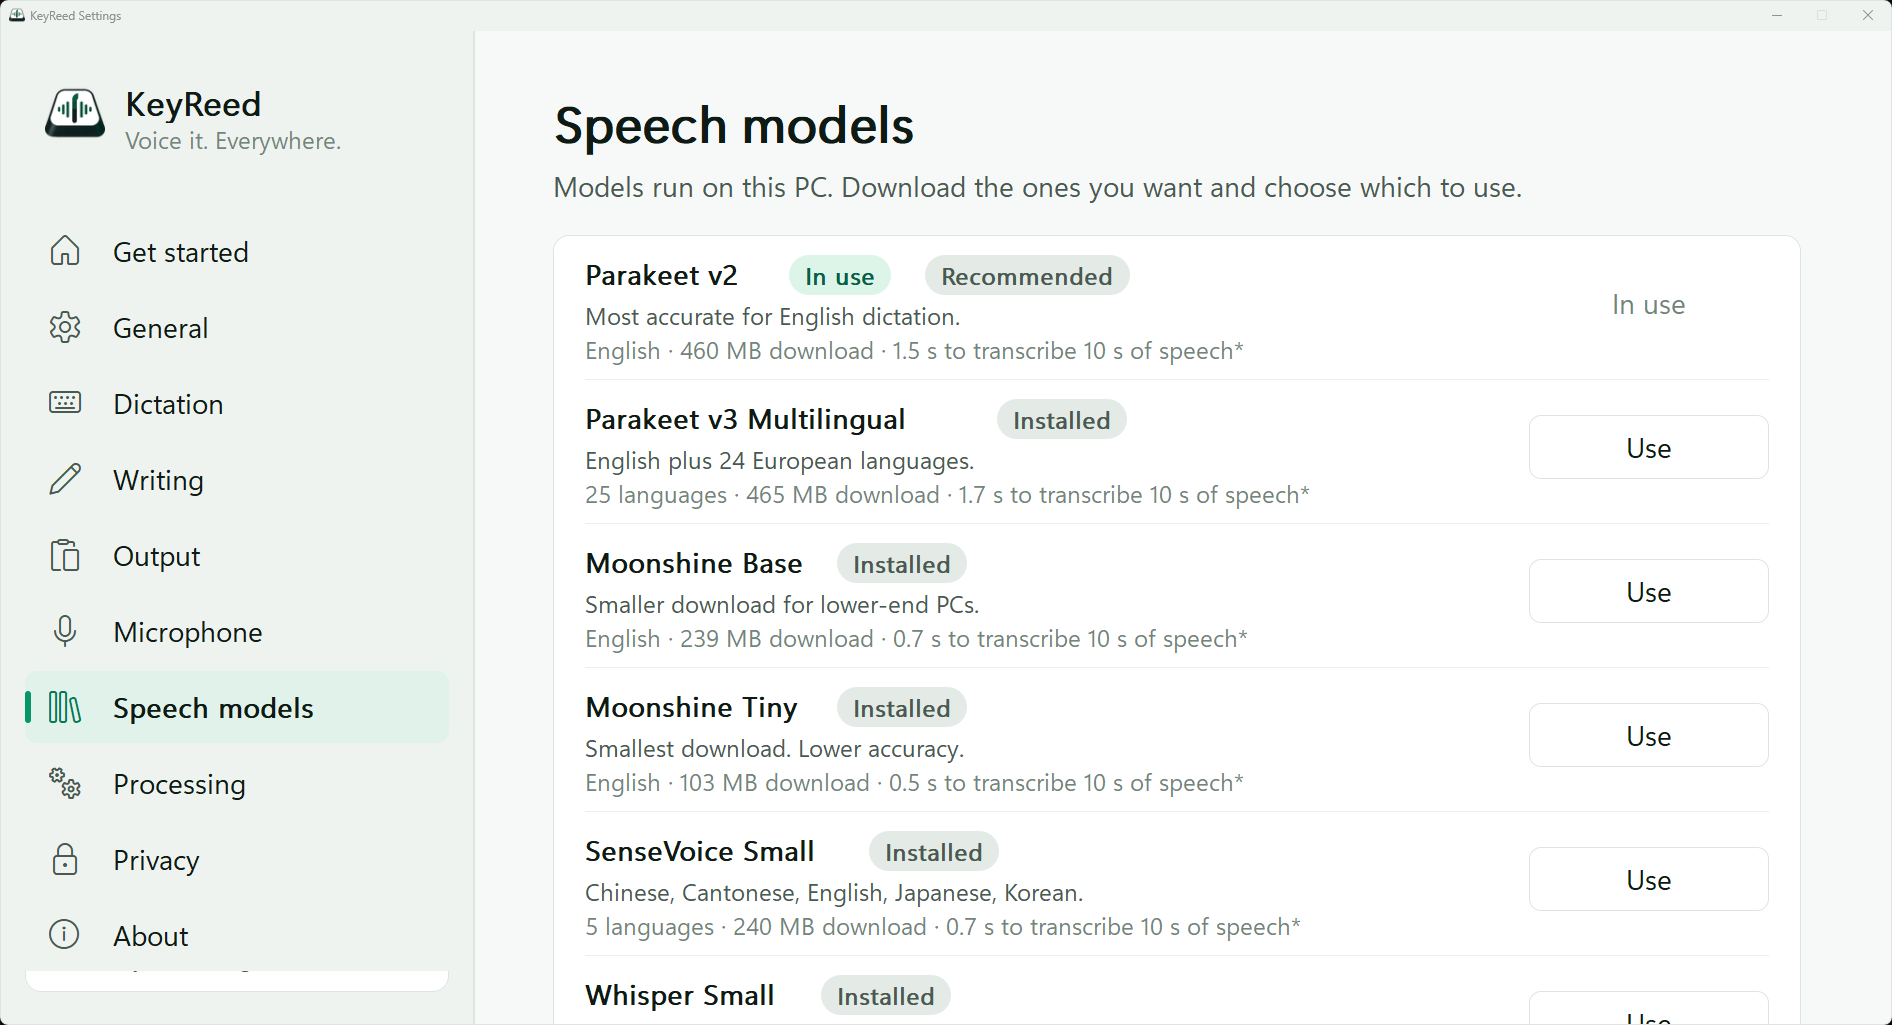 KeyReed Settings
KeyReed
Voice it. Everywhere.
Get started
General
Dictation
Writing
Output
Microphone
Speech models
Processing
Privacy
About
Speech models
Models run on this PC. Download the ones you want and choose which to use.
Parakeet v2 In use Recommended
In use
Most accurate for English dictation.
English · 460 MB download · 1.5 s to transcribe 10 s of speech*
Parakeet v3 Multilingual Installed
Use
English plus 24 European languages.
25 languages · 465 MB download · 1.7 s to transcribe 10 s of speech*
Moonshine Base Installed
Use
Smaller download for lower-end PCs.
English · 239 MB download · 0.7 s to transcribe 10 s of speech*
Moonshine Tiny Installed
Use
Smallest download. Lower accuracy.
English · 103 MB download · 0.5 s to transcribe 10 s of speech*
SenseVoice Small Installed
Use
Chinese, Cantonese, English, Japanese, Korean.
5 languages · 240 MB download · 0.7 s to transcribe 10 s of speech*
Whisper Small Installed
Use